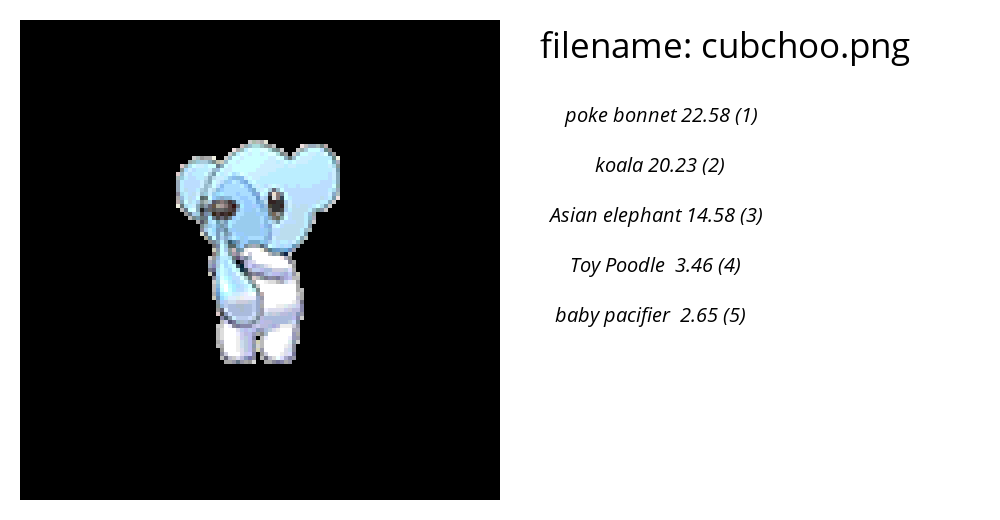 filename: cubchoo.png
poke bonnet 22.58 (1)
koala 20.23 (2)
Asian elephant 14.58 (3)
Toy Poodle  3.46 (4)
baby pacifier  2.65 (5)